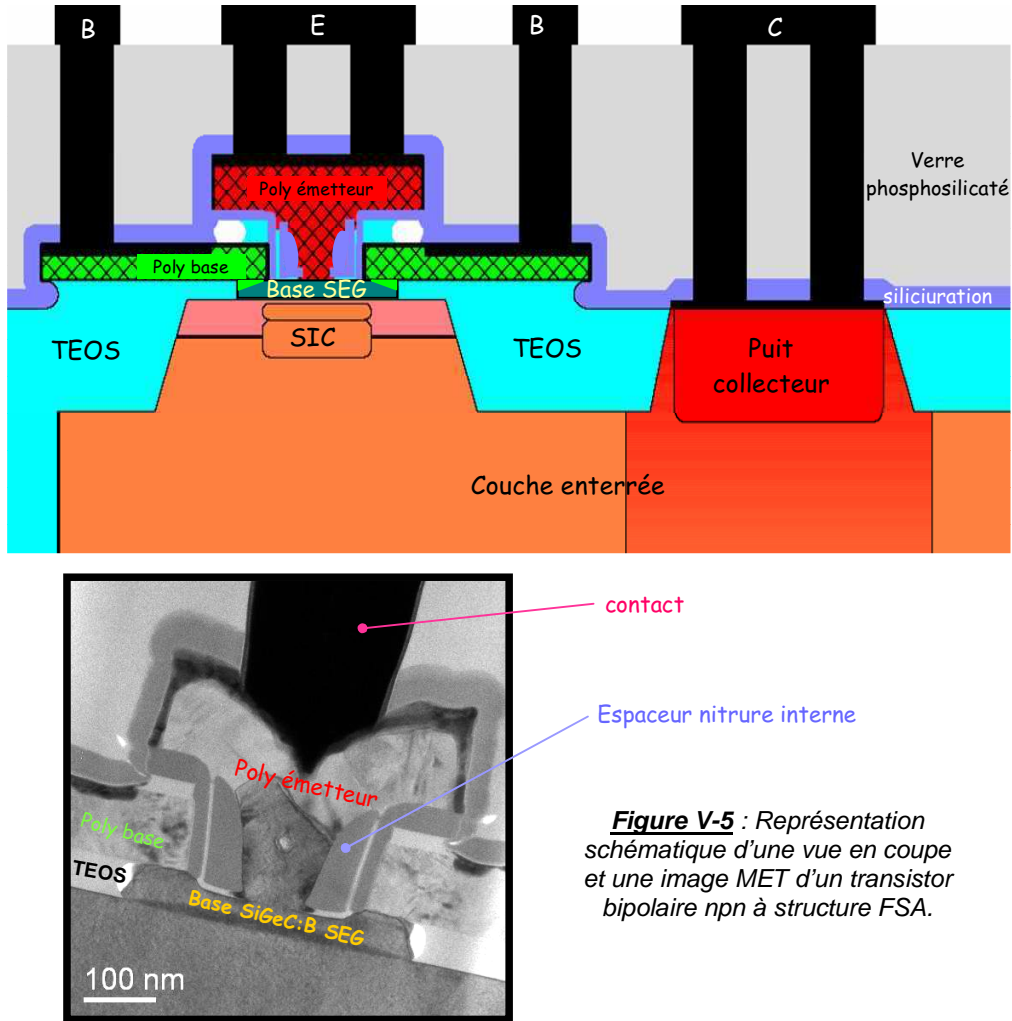 B
E
B
C
Poly émetteur
Verre
phosphosilicaté
Poly base
Base SEG
siliciuration
SIC
TEOS
TEOS
Puit
collecteur
Couche enterrée
contact
Espaceur nitrure interne
Poly émetteur
Poly base
TEOS
Base SiGeC:B SEG
100 nm
Figure V-5 : Représentation
schématique d'une vue en coupe
et une image MET d'un transistor
bipolaire npn à structure FSA.